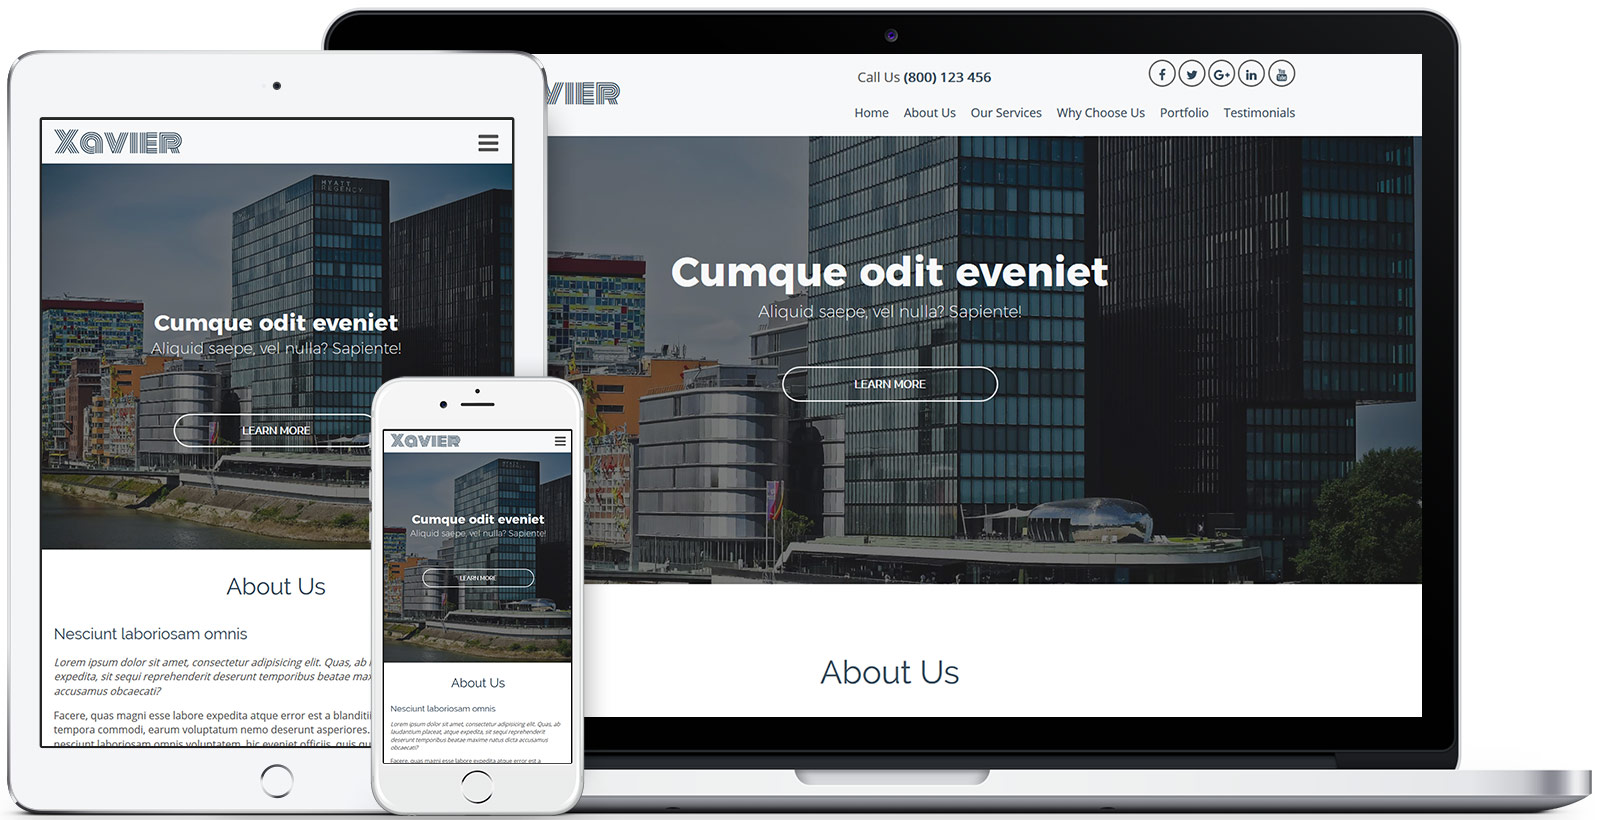 Xavier
HYATT
REGENCY
Cumque odit eveniet
Aliquid saepe, vel nulla? Sapiente!
LEARN MORE
About Us
Nesciunt laboriosam omnis
Lorem ipsum dolor sit amet, consectetur adipisicing elit. Quas, ab
expedita, sit sequi reprehenderit deserunt temporibus beatae
accusamus obcaecati?
Facere, quas magni esse labore expedita atque error est a
tempora commodi, earum voluptatum nemo deserunt asperiores.
nesciunt laboriosam omnis voluptatem, hic eveniet officiis, quis
Xavier
Cumque odit eveniet
Aliquid saepe, vel nulla? Sapiente!
LEARN MORE
About Us
Nesciunt laboriosam omnis
Lorem ipsum dolor sit amet, consectetur adipisicing elit. Quas, ab
laudantium placeat, atque expedita, sit sequi reprehenderit
deserunt temporibus beatae maxime natus dicta accusamus
obcaecati?
Facere, quas magni esse labore expedita atque error est a
VIER
Call Us (800) 123 456
f G+ in You Tube
Home About Us Our Services Why Choose Us Portfolio Testimonials
Cumque odit eveniet
Aliquid saepe, vel nulla? Sapiente!
LEARN MORE
About Us